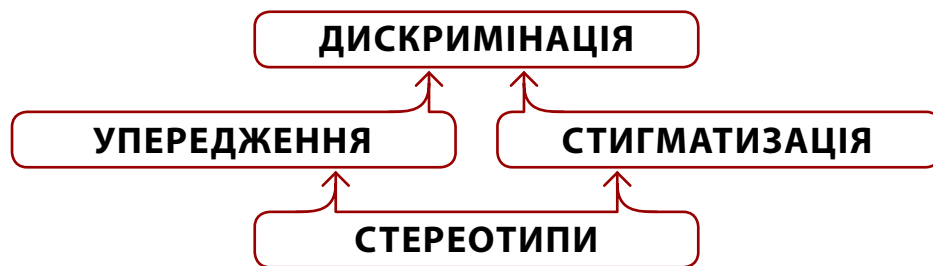 ДИСКРИМІНАЦІЯ
УПЕРЕДЖЕННЯ
СТИГМАТИЗАЦІЯ
СТЕРЕОТИПИ